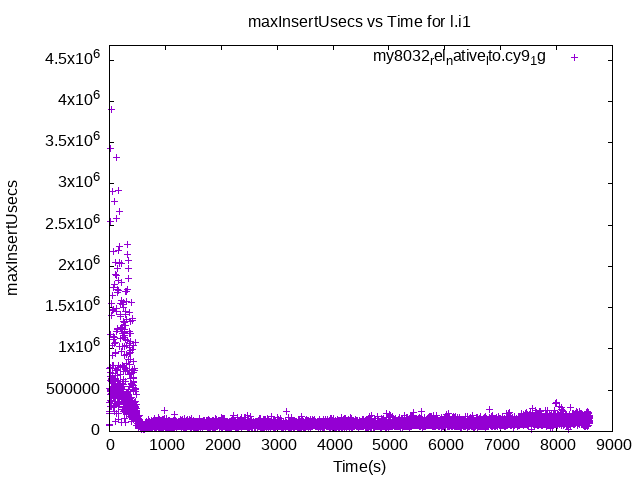 maxInsertUsecs vs Time for l.i1
my8032relnativelto.cy91g
4.5x10^6
4x10^6
3.5x10^6
3x10^6
2.5x10^6
2x10^6
1.5x10^6
1x10^6
500000
0
maxInsertUsecs
0 1000 2000 3000 4000 5000 6000 7000 8000 9000
Time(s)